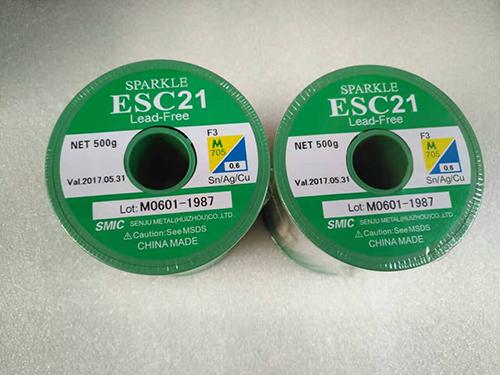 SPARKLE
ESC21
Lead-Free
NET 500g
F3
M
705
0.6
Val.2017.05.31
Sn/Ag/Cu
Lot: M0601-1987
SMIC SENJU METAL(HUIZHOU)CO.,LTD.
⚠Caution:See MSDS
CHINA MADE
SPARKLE
ESC21
Lead-Free
NET 500g
F3
M
705
0.6
Val.2017.05.31
Sn/Ag/Cu
Lot: M0601-1987
SMIC SENJU METAL(HUIZHOU)CO.,LTD.
⚠Caution:See MSDS
CHINA MADE